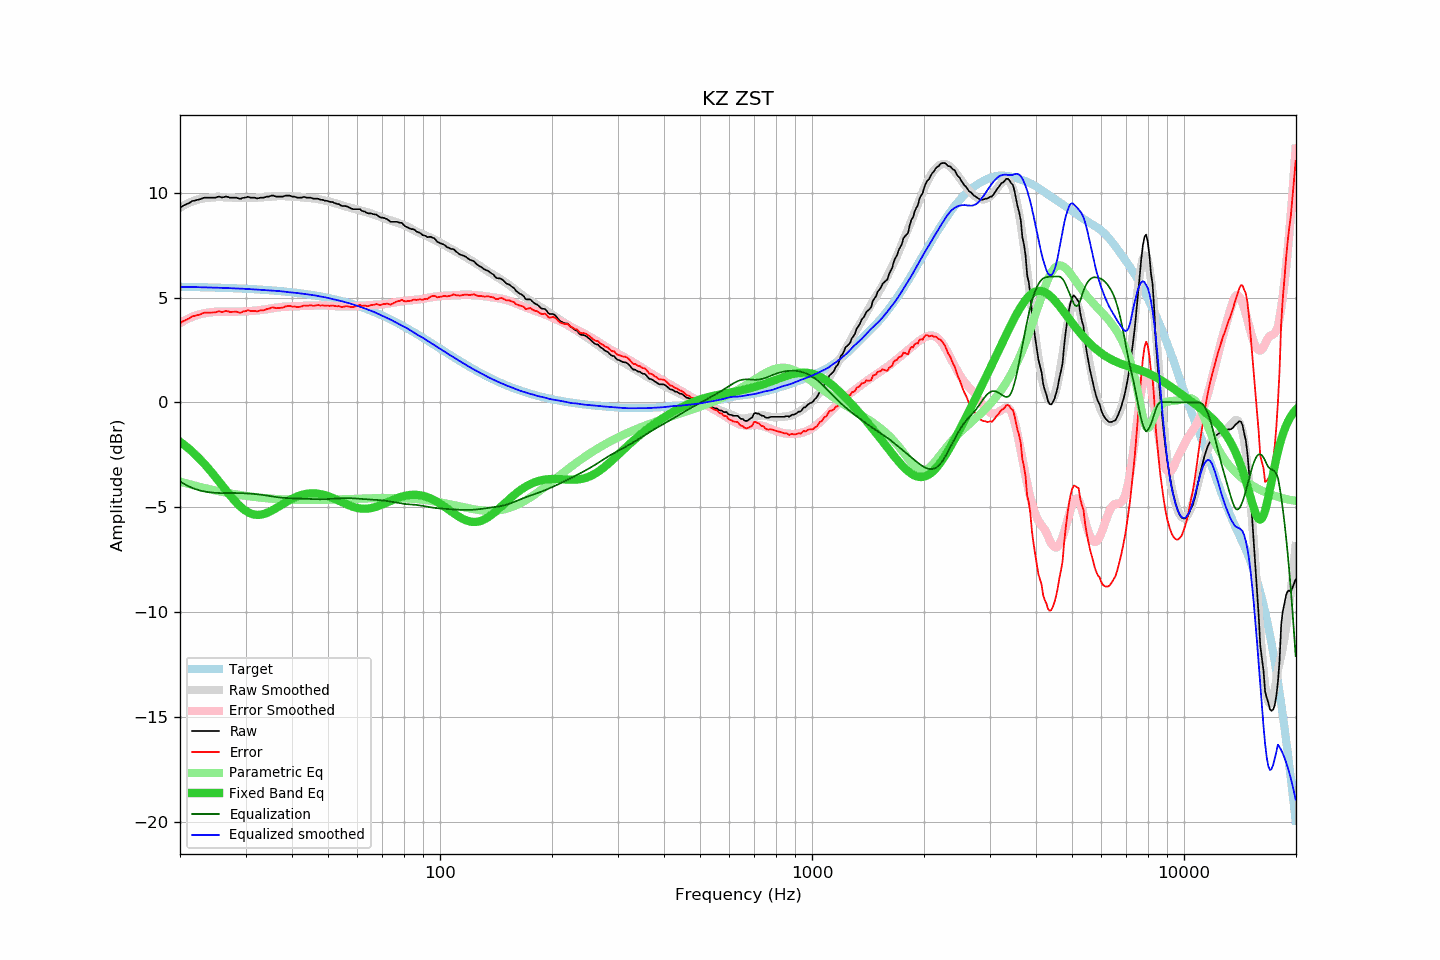 KZ ZST
10
5
0
−5
−10
−15
−20
Amplitude (dBr)
Target
Raw Smoothed
Error Smoothed
Raw
Error
Parametric Eq
Fixed Band Eq
Equalization
Equalized smoothed
100 1000 10000
Frequency (Hz)